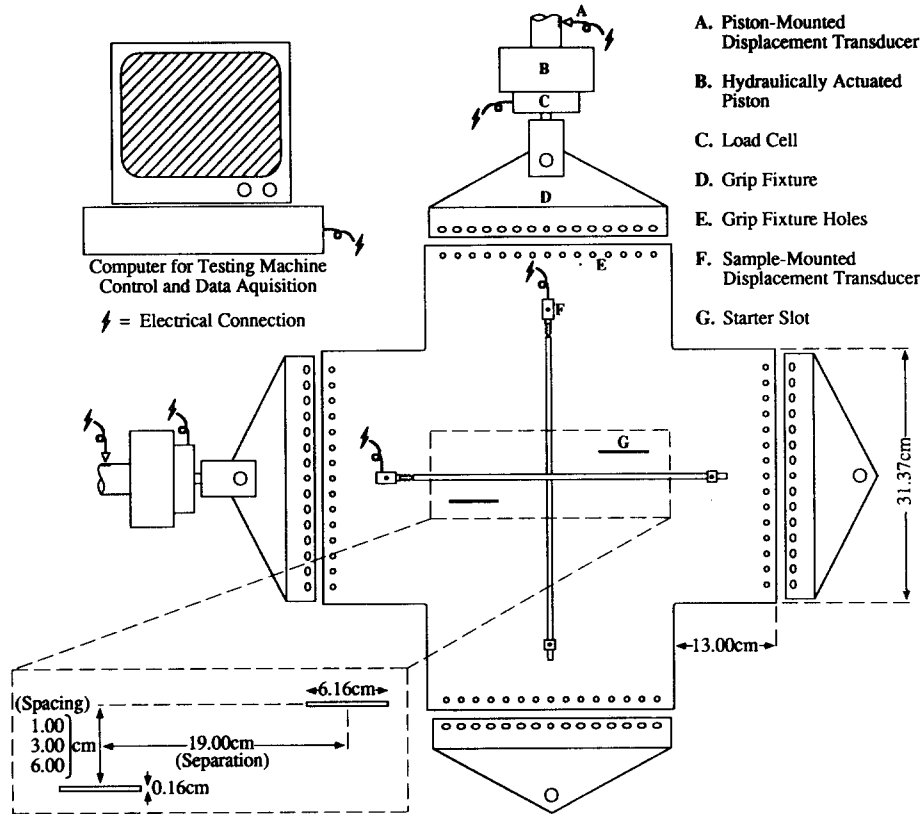 A
B
C
D
E
F
G
A. Piston-Mounted
Displacement Transducer
B. Hydraulically Actuated
Piston
C. Load Cell
D. Grip Fixture
E. Grip Fixture Holes
F. Sample-Mounted
Displacement Transducer
G. Starter Slot
Computer for Testing Machine
Control and Data Aquisition
= Electrical Connection
31.37cm
13.00cm
6.16cm
(Spacing)
1.00
3.00 cm
6.00
19.00cm
(Separation)
0.16cm